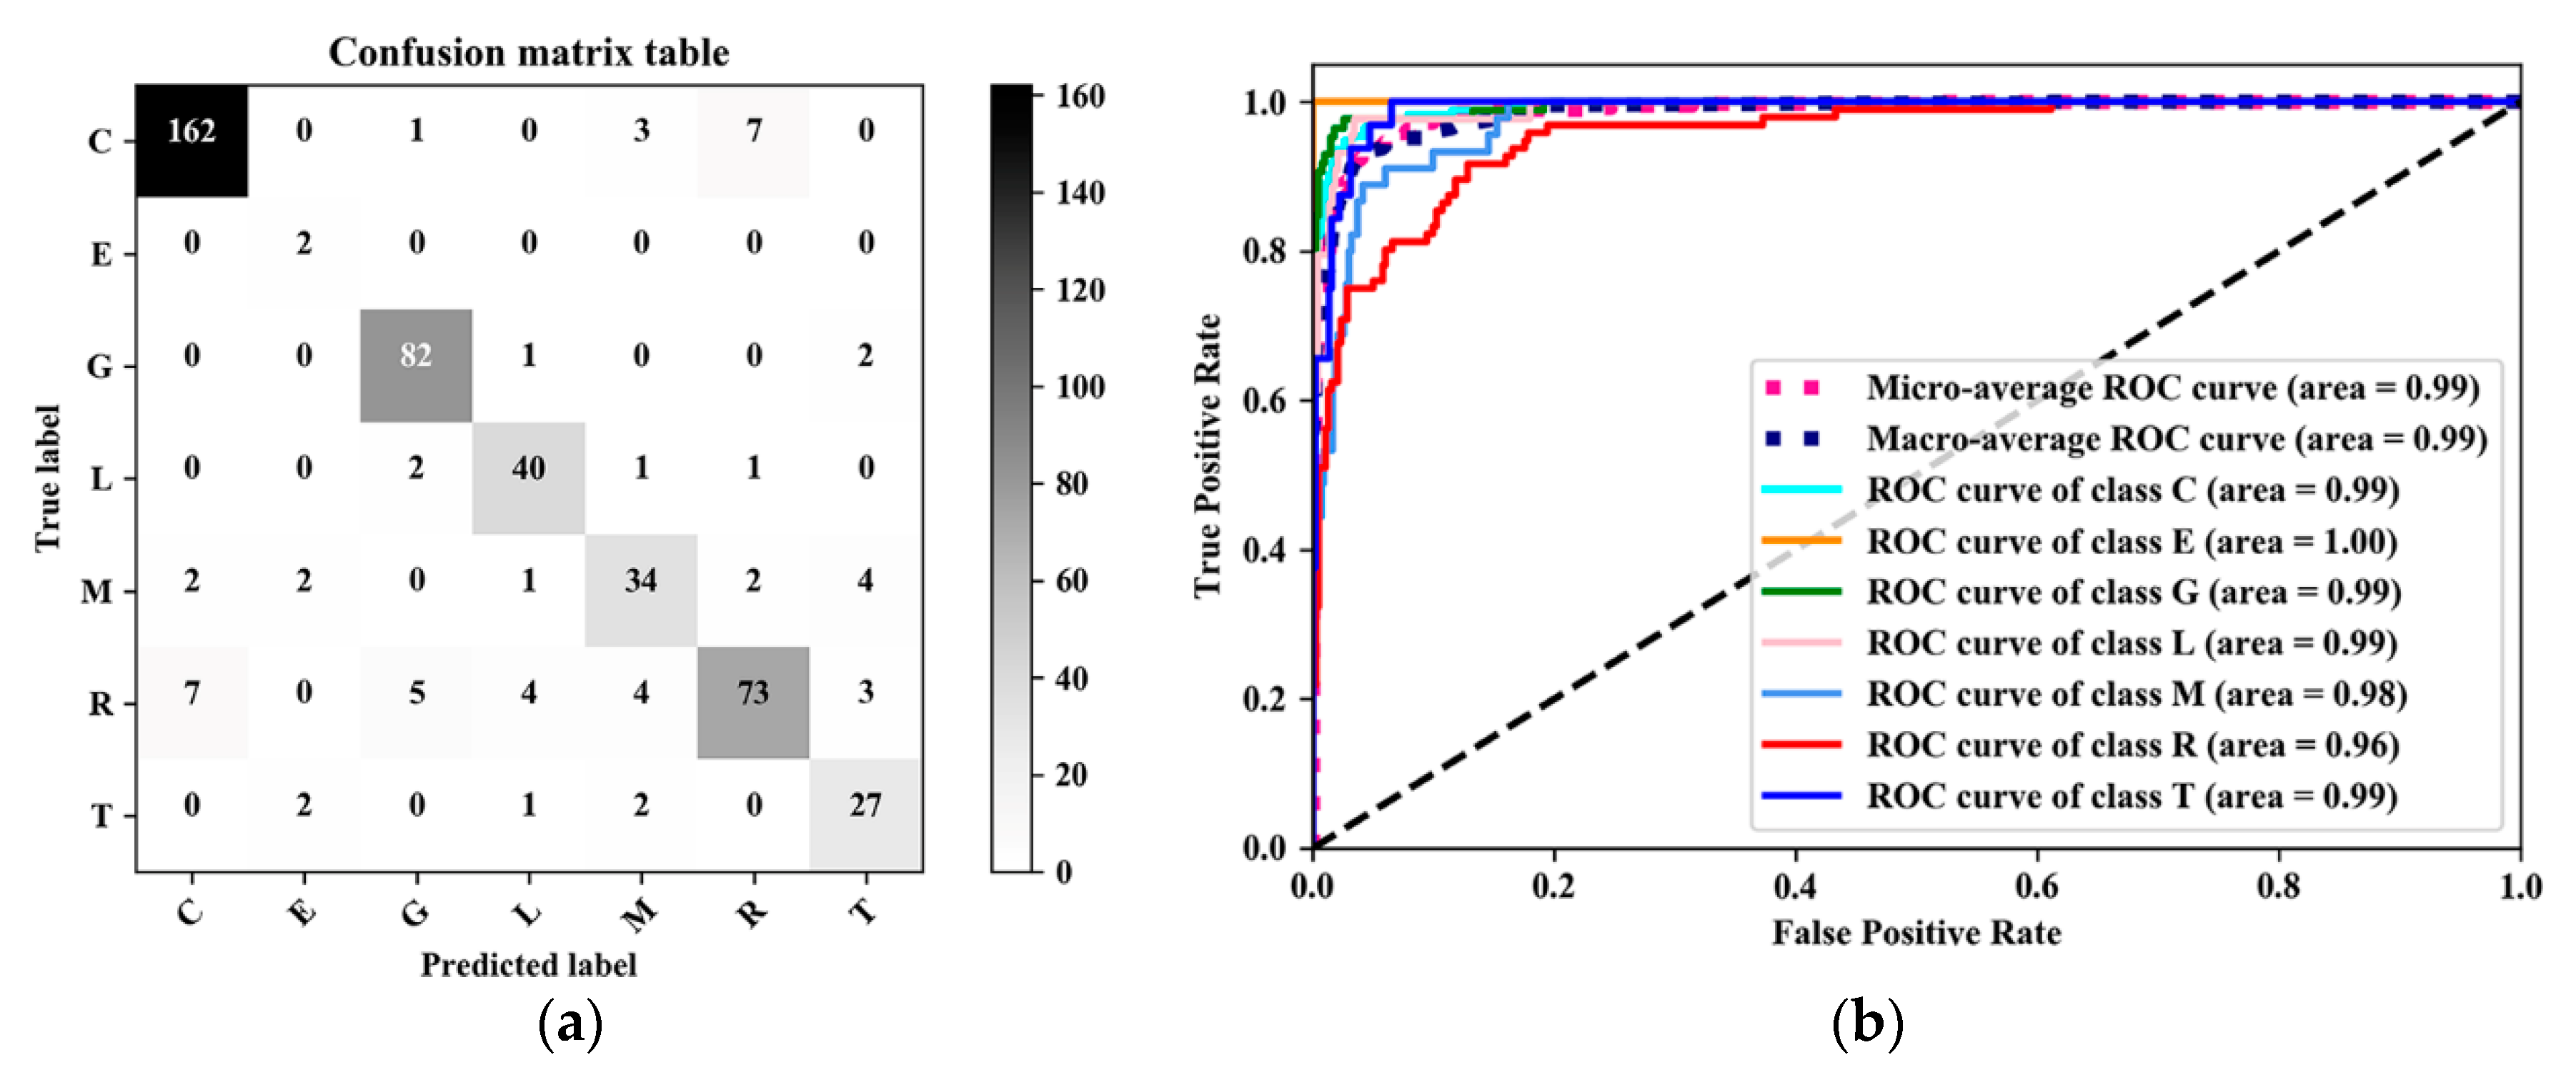 Confusion matrix table
True label
C 162 0 1 0 3 7 0
E 0 2 0 0 0 0 0
G 0 0 82 1 0 0 2
L 0 0 2 40 1 1 0
M 2 2 0 1 34 2 4
R 7 0 5 4 4 73 3
T 0 2 0 1 2 0 27
C E G L M R T
Predicted label
160
140
120
100
80
60
40
20
0
(a)
True Positive Rate
1.0
0.8
0.6
0.4
0.2
0.0
0.0 0.2 0.4 0.6 0.8 1.0
False Positive Rate
Micro-average ROC curve (area = 0.99)
Macro-average ROC curve (area = 0.99)
ROC curve of class C (area = 0.99)
ROC curve of class E (area = 1.00)
ROC curve of class G (area = 0.99)
ROC curve of class L (area = 0.99)
ROC curve of class M (area = 0.98)
ROC curve of class R (area = 0.96)
ROC curve of class T (area = 0.99)
(b)